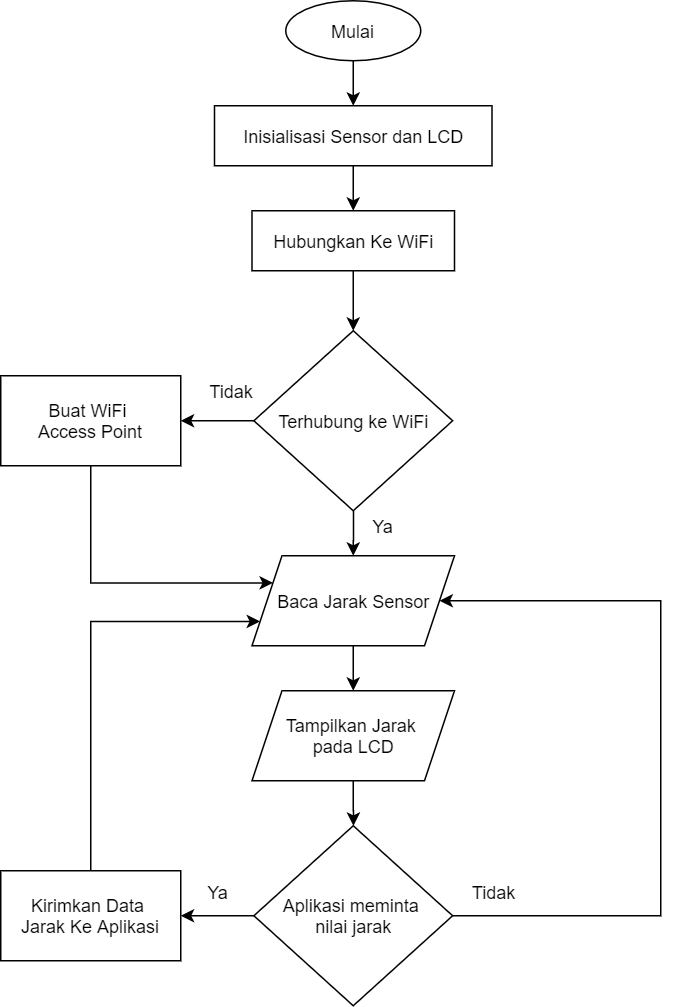 Mulai
Inisialisasi Sensor dan LCD
Hubungkan Ke WiFi
Terhubung ke WiFi
Tidak
Buat WiFi
Access Point
Ya
Baca Jarak Sensor
Tampilkan Jarak
pada LCD
Aplikasi meminta
nilai jarak
Ya
Tidak
Kirimkan Data
Jarak Ke Aplikasi